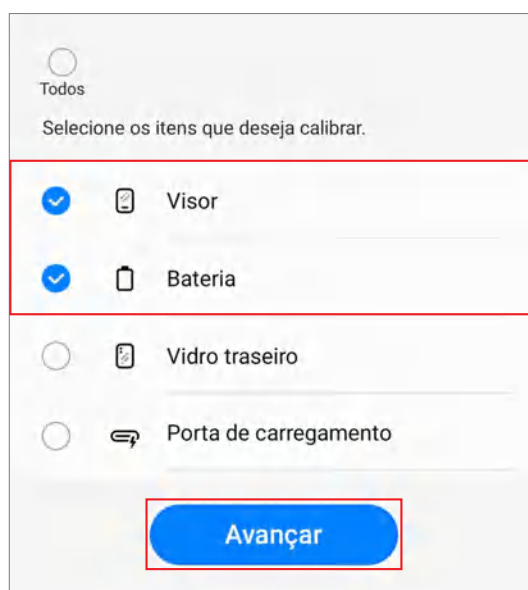 Todos
Selecione os itens que deseja calibrar.
Visor
Bateria
Vidro traseiro
Porta de carregamento
Avançar